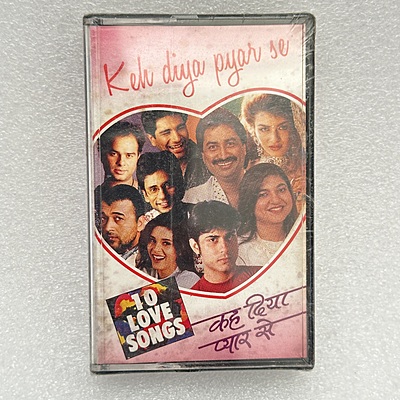 Keh diya pyar se
10
LOVE
SONGS
कह दिया
प्यार से